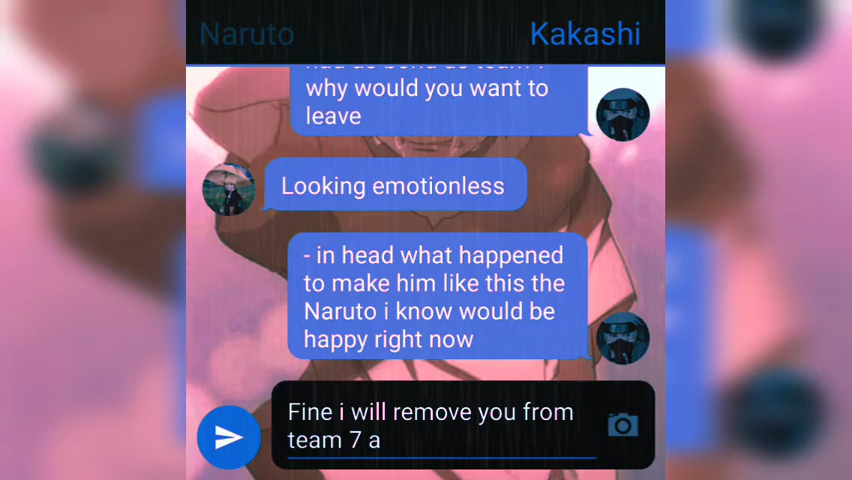 Naruto
Kakashi
why would you want to
leave
Looking emotionless
- in head what happened
to make him like this the
Naruto i know would be
happy right now
Fine i will remove you from
team 7 a